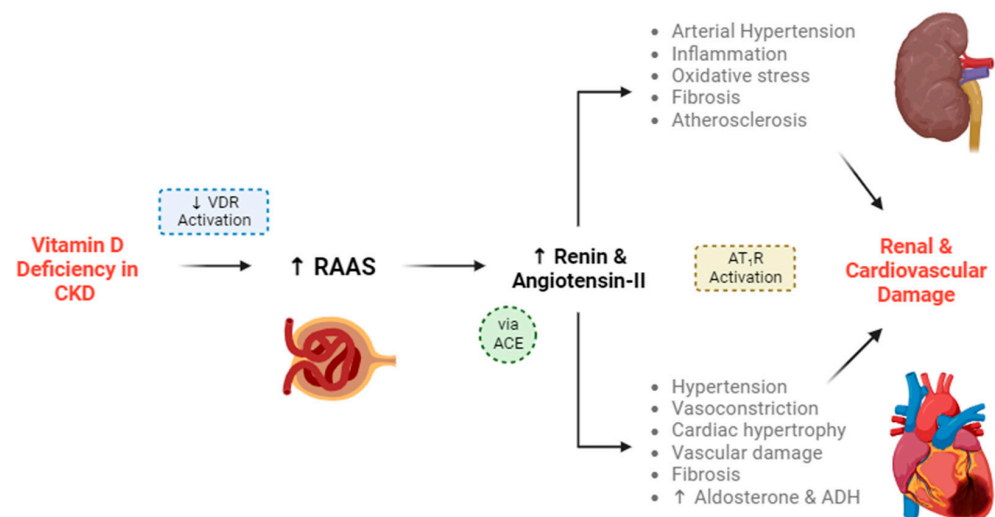 Vitamin D
Deficiency in
CKD
↓ VDR
Activation
↑ RAAS
↑ Renin &
Angiotensin-II
via
ACE
• Arterial Hypertension
• Inflammation
• Oxidative stress
• Fibrosis
• Atherosclerosis
AT₁R
Activation
• Hypertension
• Vasoconstriction
• Cardiac hypertrophy
• Vascular damage
• Fibrosis
• ↑ Aldosterone & ADH
Renal &
Cardiovascular
Damage